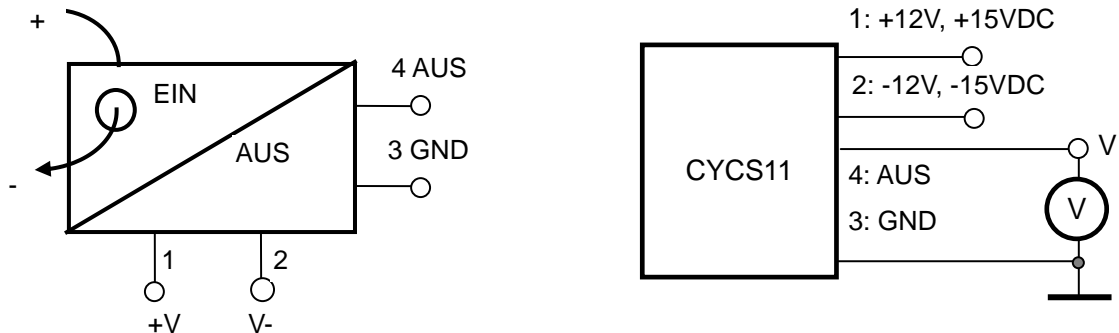 +
EIN
AUS
4 AUS
3 GND
-
1
2
+V
V-
1: +12V, +15VDC
2: -12V, -15VDC
CYCS11
V
4: AUS
V
3: GND